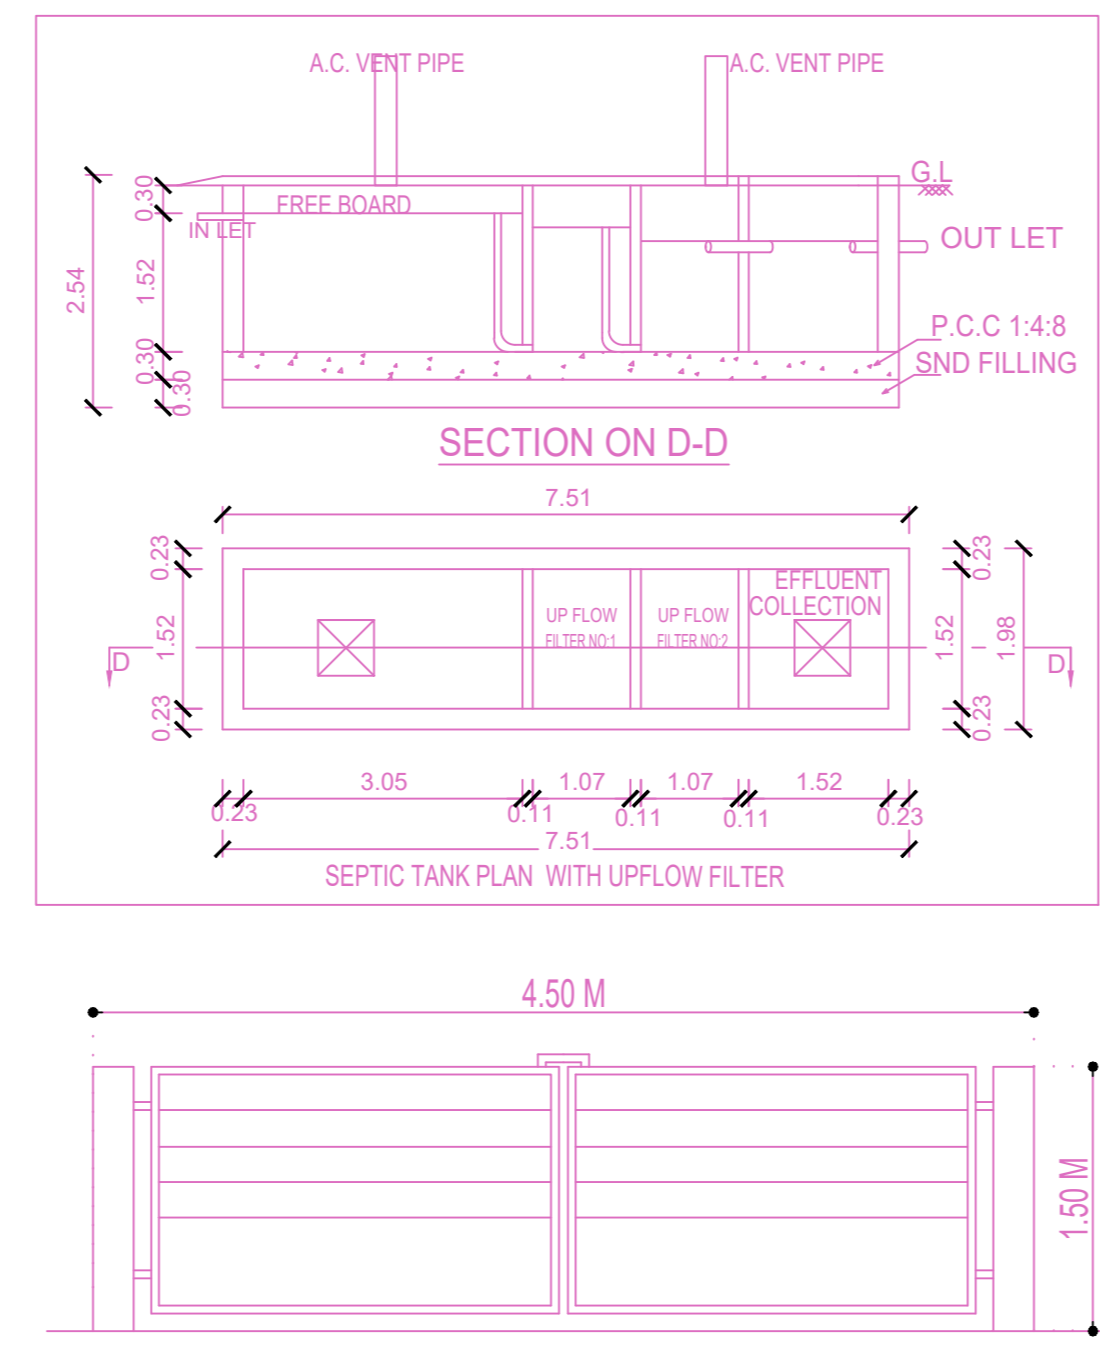 A.C. VENT PIPE
A.C. VENT PIPE
G.L
0.30
FREE BOARD
IN LET
OUT LET
2.54
1.52
P.C.C 1:4:8
0.30
SND FILLING
0.30
SECTION ON D-D
7.51
0.23
0.23
EFFLUENT
COLLECTION
UP FLOW
FILTER NO:1
UP FLOW
FILTER NO:2
1.52
1.52
1.98
D
D
0.23
0.23
3.05
1.07
1.07
1.52
0.23
0.11
0.11
0.11
0.23
7.51
SEPTIC TANK PLAN WITH UPFLOW FILTER
4.50 M
1.50 M